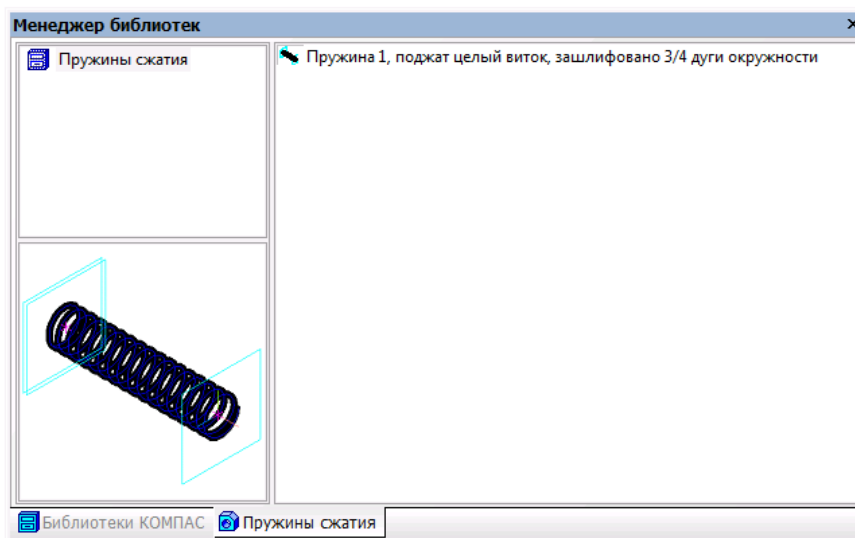 Менеджер библиотек
Пружины сжатия
Пружина 1, поджат целый виток, зашлифовано 3/4 дуги окружности
Библиотеки КОМПАС
Пружины сжатия